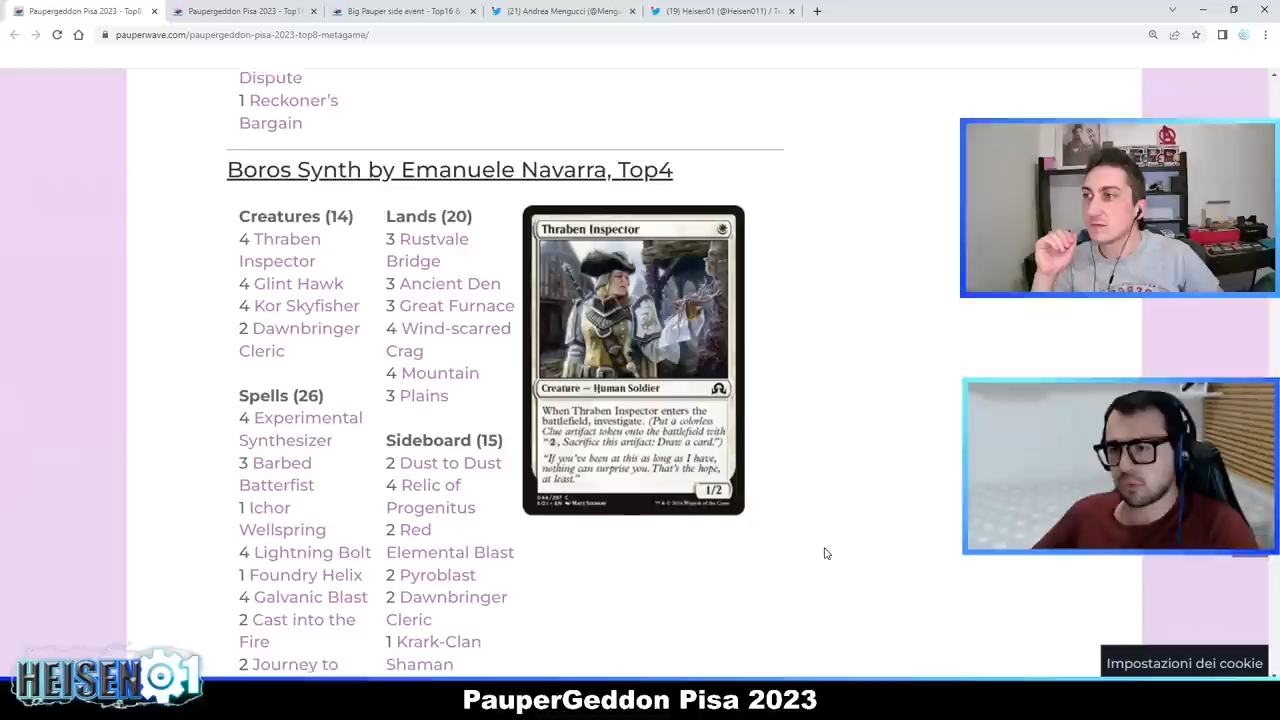 Paupergeddon Pisa 2023 - Top8
Paupergeddon Pisa 2023 - Top1
Big Pauper side event - Top16 &
(21) Andrea Mengucci (@Meng
(19) Heisen01 (@Heisen011) / Tw
pauperwave.com/paupergeddon-pisa-2023-top8-metagame/
Dispute
1 Reckoner's
Bargain
Boros Synth by Emanuele Navarra, Top4
Creatures (14)
4 Thraben
Inspector
4 Glint Hawk
4 Kor Skyfisher
2 Dawnbringer
Cleric
Spells (26)
4 Experimental
Synthesizer
3 Barbed
Batterfist
1 Ichor
Wellspring
4 Lightning Bolt
1 Foundry Helix
4 Galvanic Blast
2 Cast into the
Fire
2 Journey to
Lands (20)
3 Rustvale
Bridge
3 Ancient Den
3 Great Furnace
4 Wind-scarred
Crag
4 Mountain
3 Plains
Sideboard (15)
2 Dust to Dust
4 Relic of
Progenitus
2 Red
Elemental Blast
2 Pyroblast
2 Dawnbringer
Cleric
1 Krark-Clan
Shaman
Thraben Inspector
Creature — Human Soldier
When Thraben Inspector enters the
battlefield, investigate. (Put a colorless
Clue artifact token onto the battlefield with
"2, Sacrifice this artifact: Draw a card.")
"If you've been at this as long as I have,
nothing can surprise you. That's the hope,
at least."
1/2
Impostazioni dei cookie
HEISEN01
PauperGeddon Pisa 2023